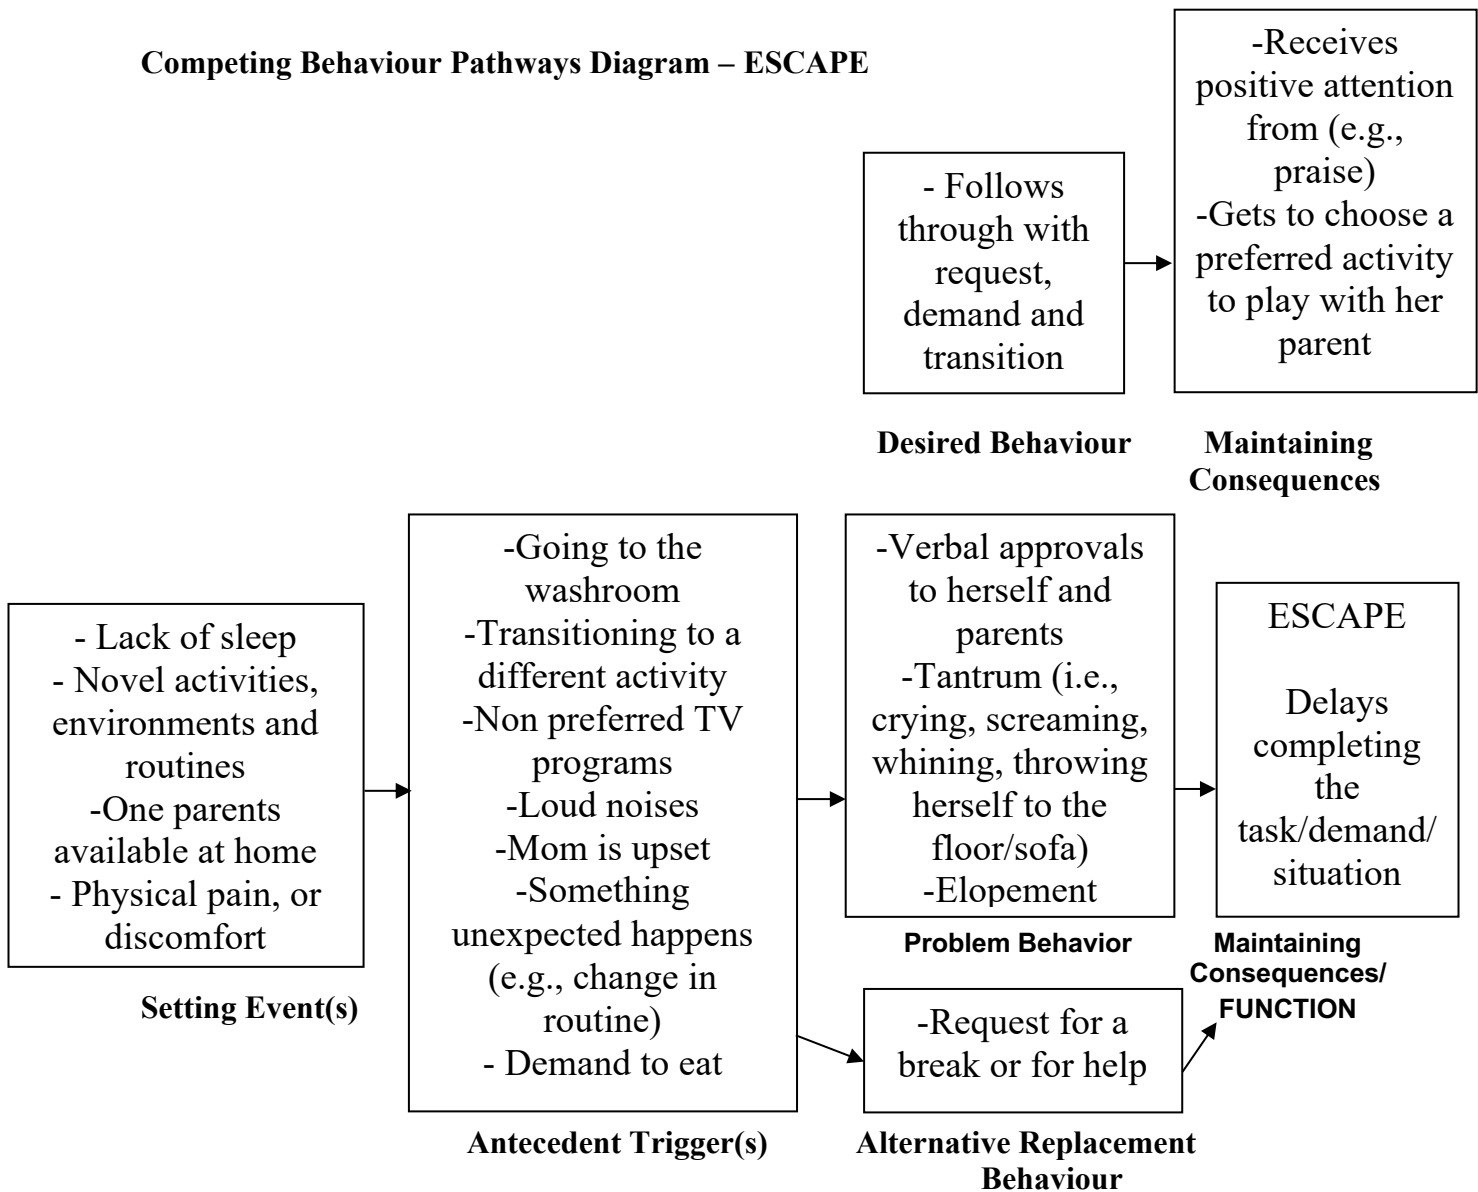 Competing Behaviour Pathways Diagram – ESCAPE
-Receives
positive attention
from (e.g.,
praise)
-Gets to choose a
preferred activity
to play with her
parent
- Follows
through with
request,
demand and
transition
Desired Behaviour
Maintaining
Consequences
- Lack of sleep
- Novel activities,
environments and
routines
-One parents
available at home
- Physical pain, or
discomfort
Setting Event(s)
-Going to the
washroom
-Transitioning to a
different activity
-Non preferred TV
programs
-Loud noises
-Mom is upset
-Something
unexpected happens
(e.g., change in
routine)
- Demand to eat
Antecedent Trigger(s)
-Verbal approvals
to herself and
parents
-Tantrum (i.e.,
crying, screaming,
whining, throwing
herself to the
floor/sofa)
-Elopement
Problem Behavior
ESCAPE
Delays
completing
the
task/demand/
situation
Maintaining
Consequences/
FUNCTION
-Request for a
break or for help
Alternative Replacement
Behaviour